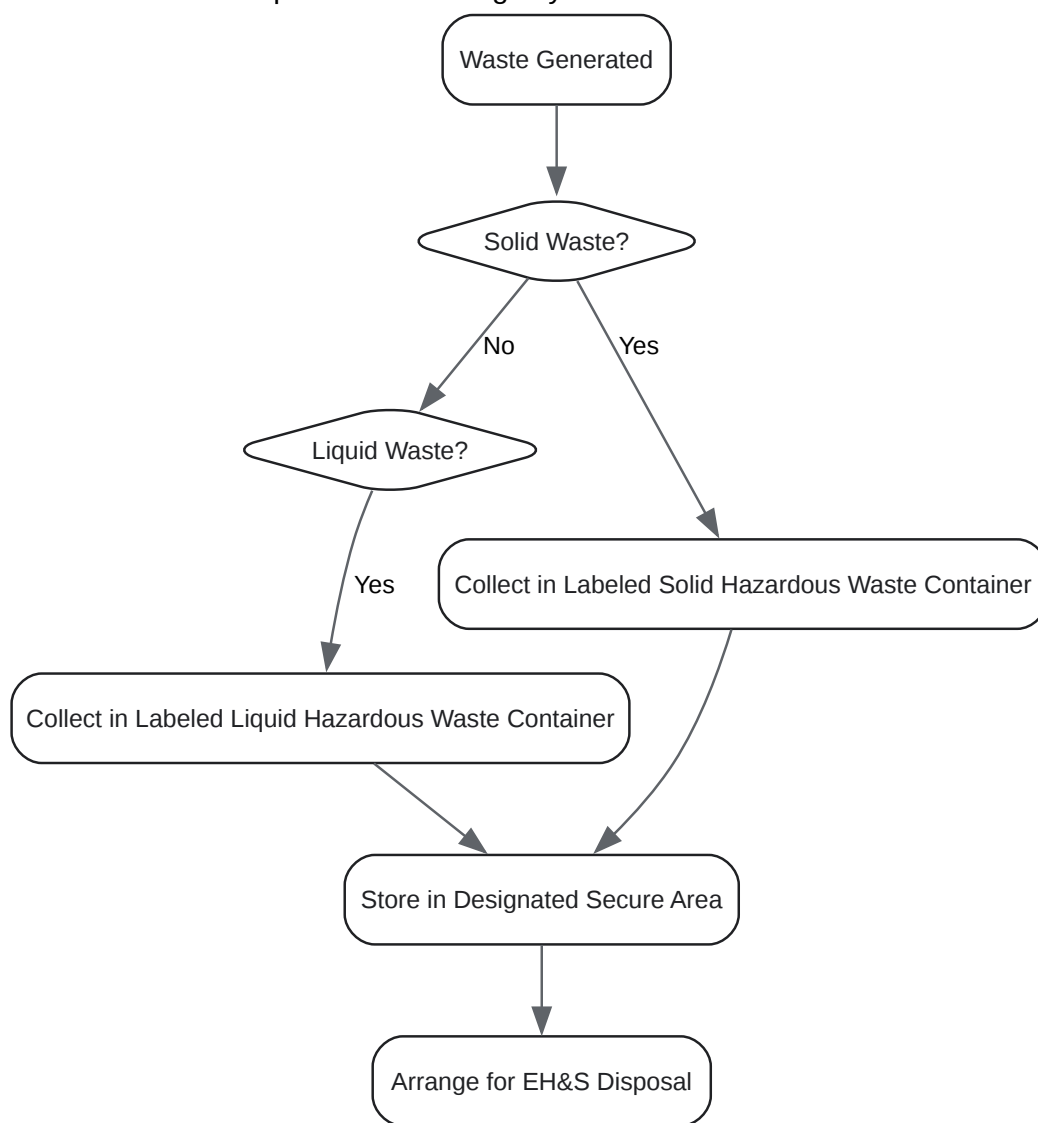 Waste Generated
Solid Waste?
No
Yes
Liquid Waste?
Yes
Collect in Labeled Solid Hazardous Waste Container
Collect in Labeled Liquid Hazardous Waste Container
Store in Designated Secure Area
Arrange for EH&S Disposal